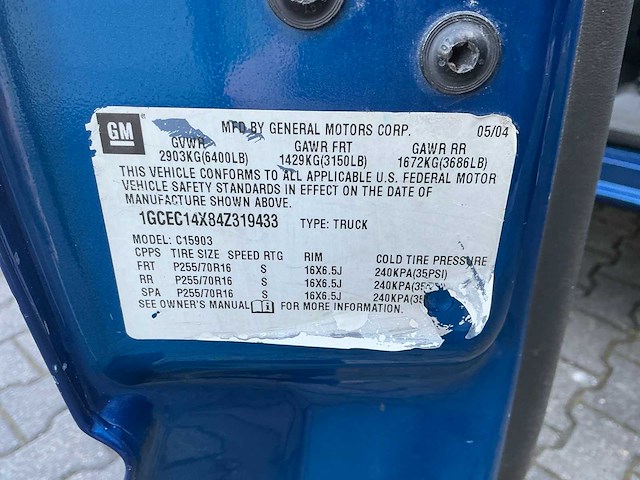 GM
MFD BY GENERAL MOTORS CORP. 05/04
GVWR GAWR FRT GAWR RR
2903KG(6400LB) 1429KG(3150LB) 1672KG(3686LB)
THIS VEHICLE CONFORMS TO ALL APPLICABLE U.S. FEDERAL MOTOR
VEHICLE SAFETY STANDARDS IN EFFECT ON THE DATE OF
MANUFACTURE SHOWN ABOVE.
1GCEC14X84Z319433 TYPE: TRUCK
MODEL: C15903
CPPS TIRE SIZE SPEED RTG RIM COLD TIRE PRESSURE
FRT P255/70R16 S 16X6.5J 240KPA(35PSI)
RR P255/70R16 S 16X6.5J 240KPA(35PSI)
SPA P255/70R16 S 16X6.5J 240KPA(35
SEE OWNER'S MANUAL FOR MORE INFORMATION.